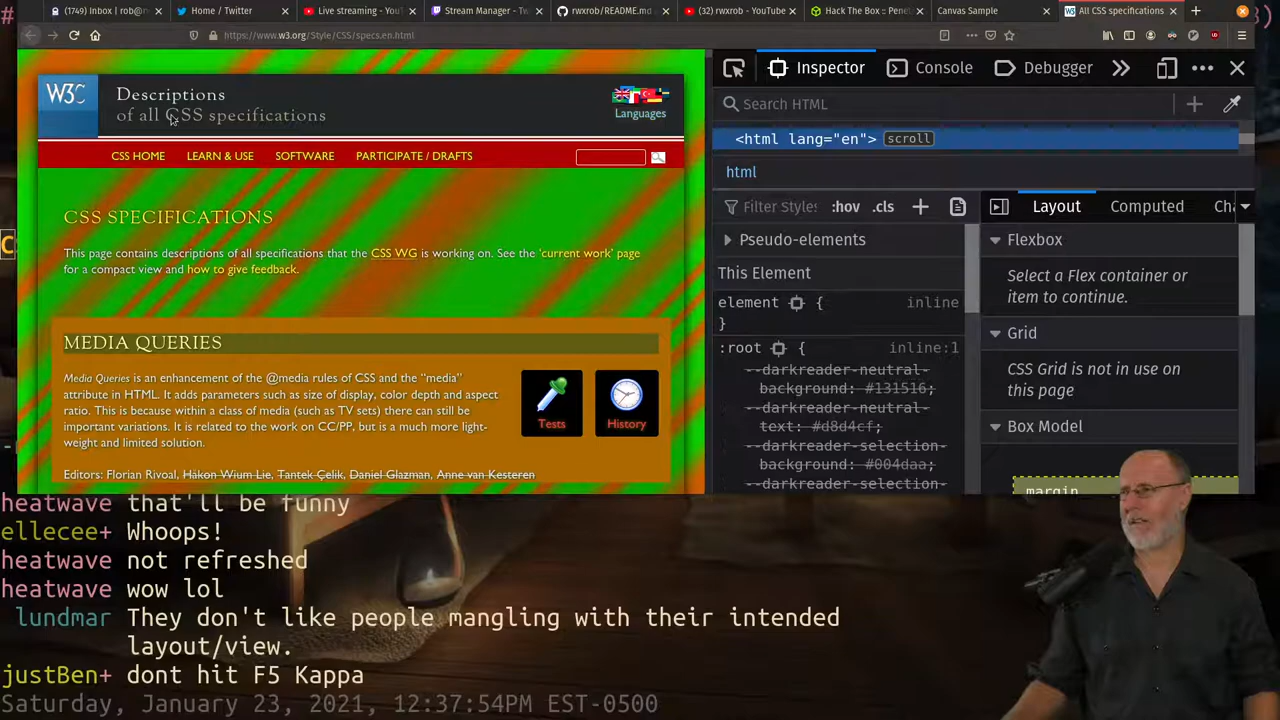 (1749) Inbox | rob@r
Home / Twitter
Live streaming - YouT
Stream Manager - Tw
rwxrob/README.md
(32) rwxrob - YouTube
Hack The Box :: Penet
Canvas Sample
All CSS specifications
#
https://www.w3.org/Style/CSS/specs.en.html
W3C
Descriptions
of all CSS specifications
Languages
CSS HOME
LEARN & USE
SOFTWARE
PARTICIPATE / DRAFTS
CSS SPECIFICATIONS
This page contains descriptions of all specifications that the CSS WG is working on. See the 'current work' page
for a compact view and how to give feedback.
MEDIA QUERIES
Media Queries is an enhancement of the @media rules of CSS and the "media"
attribute in HTML. It adds parameters such as size of display, color depth and aspect
ratio. This is because within a class of media (such as TV sets) there can still be
important variations. It is related to the work on CC/PP, but is a much more light-
weight and limited solution.
Tests
History
Editors: Florian Rivoal, Håkon Wium Lie, Tantek Çelik, Daniel Glazman, Anne van Kesteren
Inspector
Console
Debugger
Search HTML
<html lang="en"> scroll
html
Filter Styles
:hov
.cls
Layout
Computed
Cha
Pseudo-elements
This Element
element {
inline
}
:root {
inline:1
--darkreader-neutral-
background: #131516;
--darkreader-neutral-
text: #d8d4cf;
--darkreader-selection-
background: #004daa;
--darkreader-selection-
Flexbox
Select a Flex container or
item to continue.
Grid
CSS Grid is not in use on
this page
Box Model
margin
heatwave that'll be funny
ellecee+ Whoops!
heatwave not refreshed
heatwave wow lol
lundmar They don't like people mangling with their intended
layout/view.
justBen+ dont hit F5 Kappa
Saturday, January 23, 2021, 12:37:54PM EST-0500